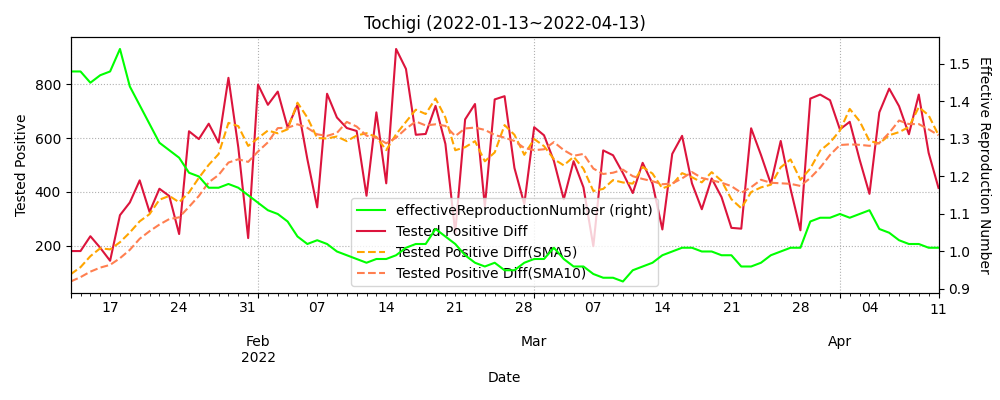 Tochigi (2022-01-13~2022-04-13)
Tested Positive
800
600
400
200
1.5
1.4
1.3
1.2
1.1
1.0
0.9
Effective Reproduction Number
effectiveReproductionNumber (right)
Tested Positive Diff
Tested Positive Diff(SMA5)
Tested Positive Diff(SMA10)
17 24 31 07 14 21 28 07 14 21 28 04 11
Feb Mar Apr
2022
Date